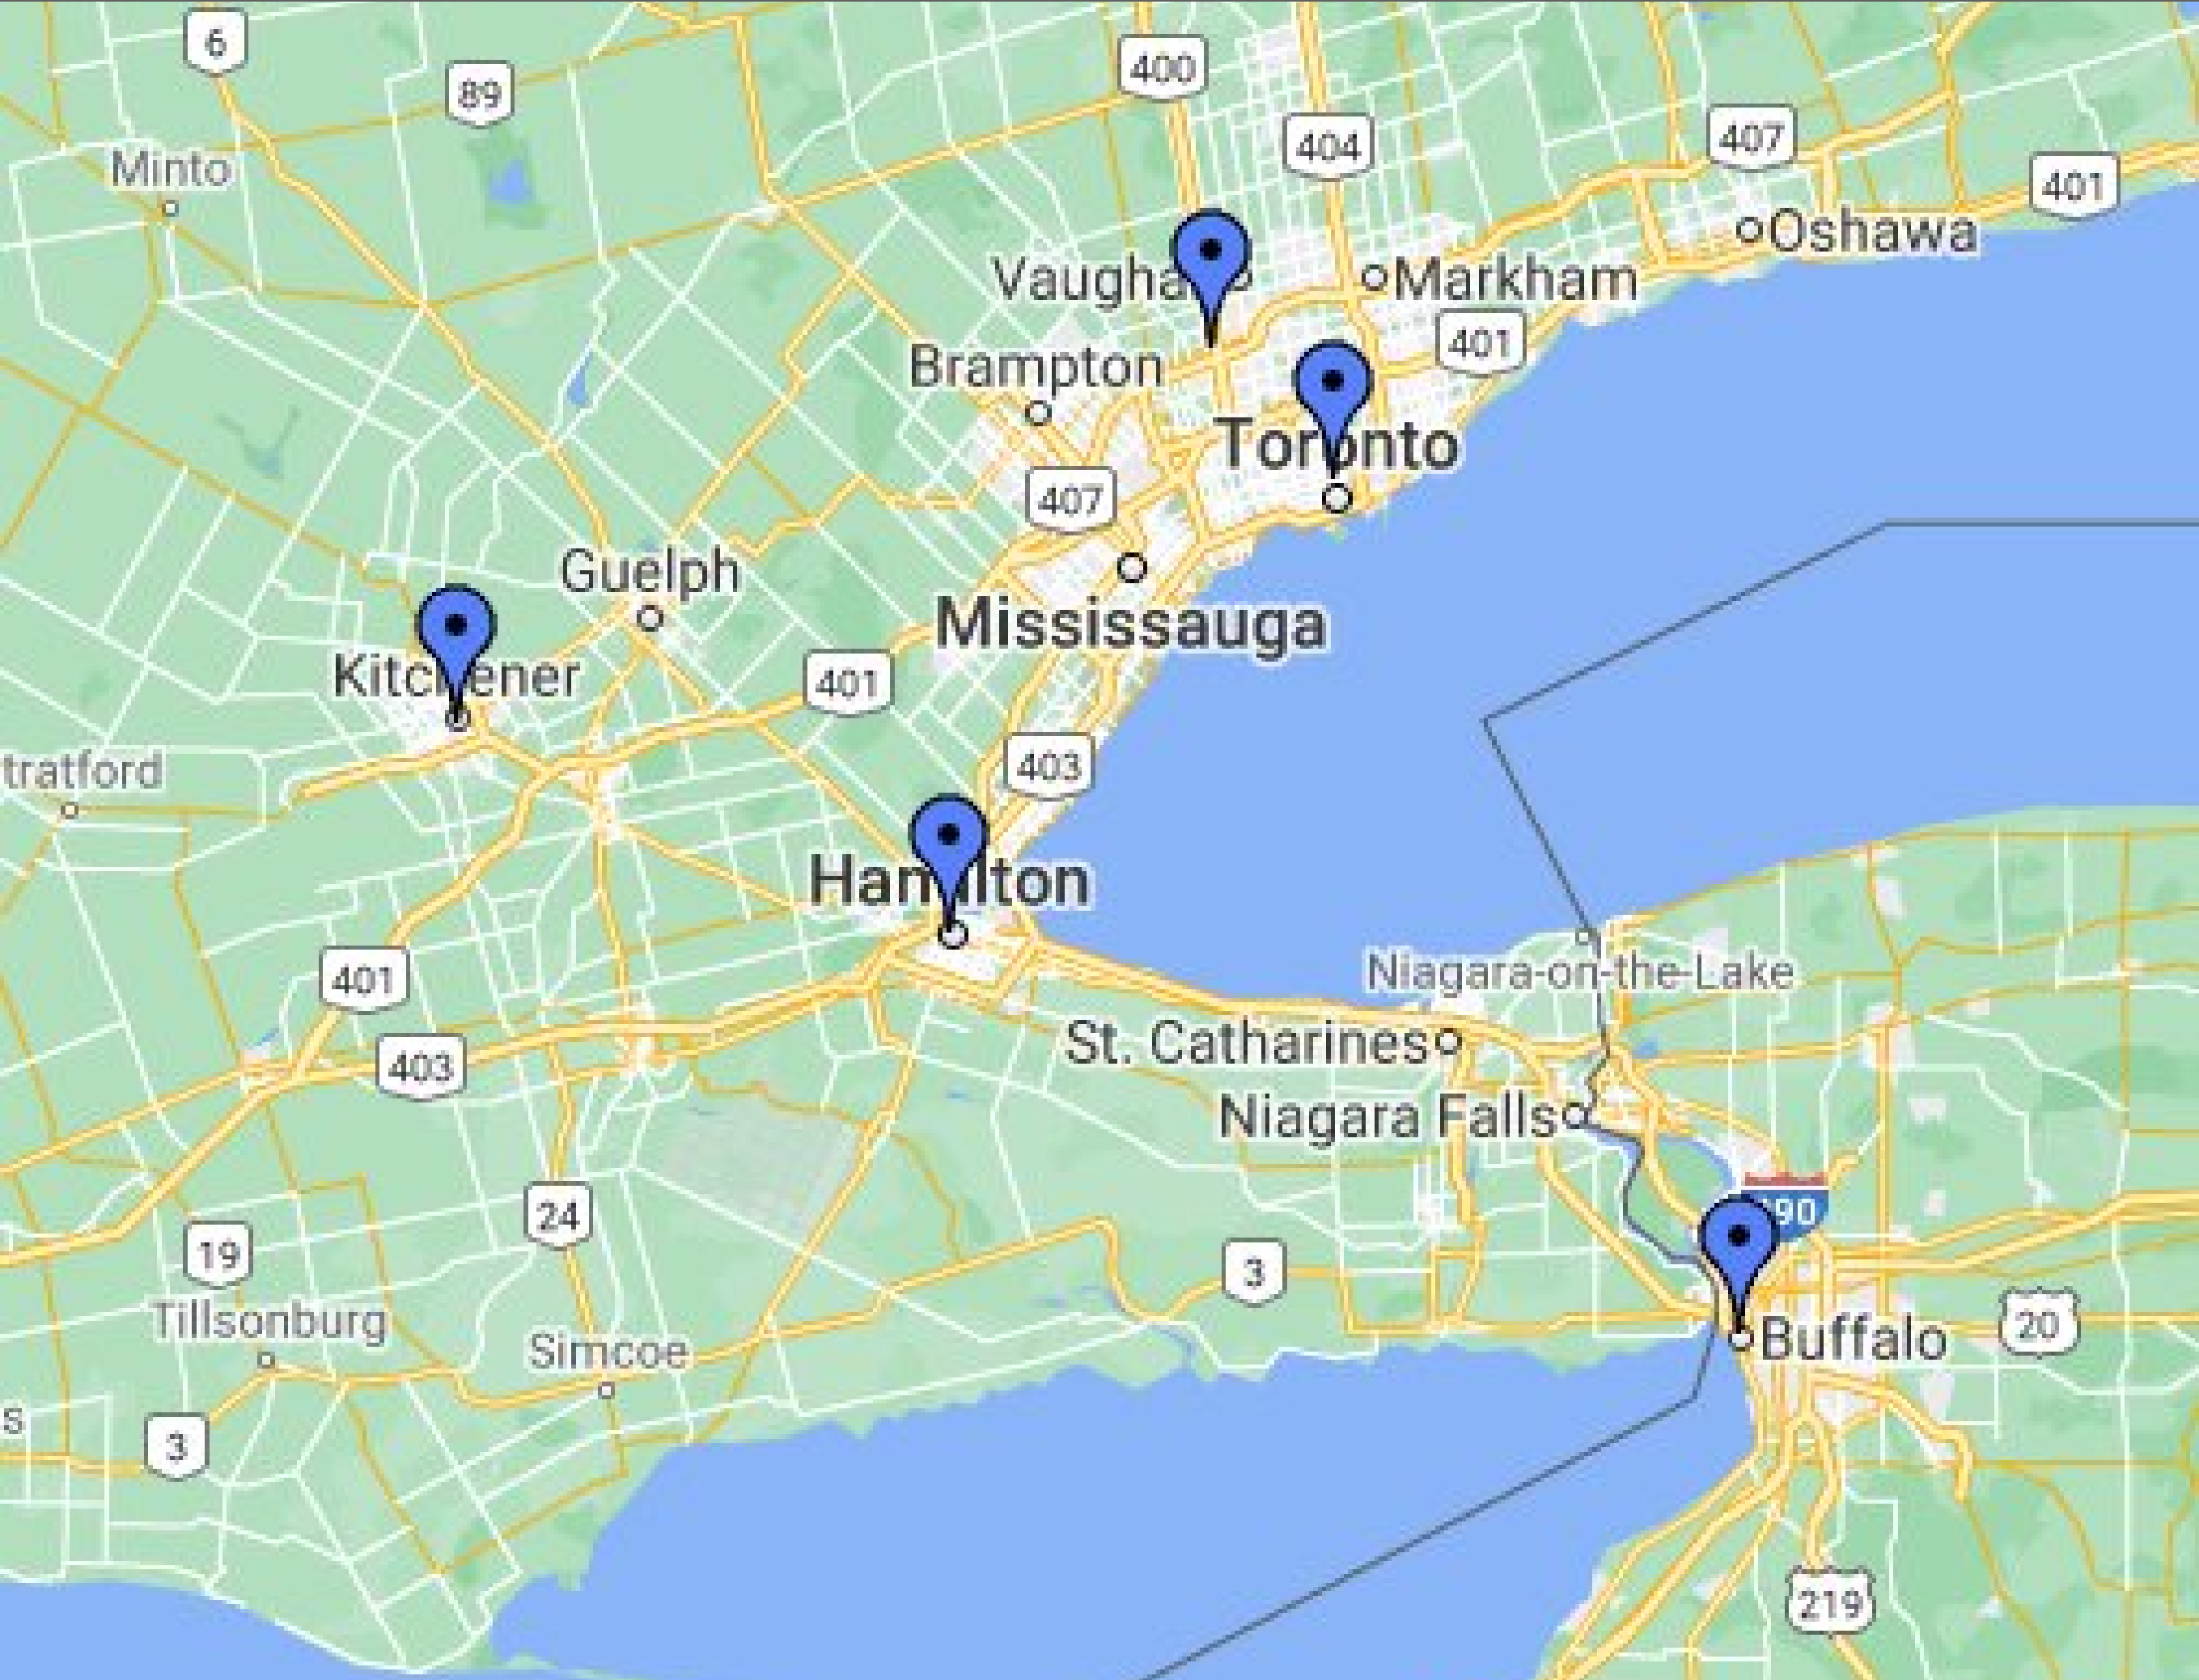 6
89
400
404
407
401
Minto
Oshawa
Markham
401
Brampton
Toronto
407
Guelph
Mississauga
Kitchener
401
tratford
403
Hamilton
401
Niagara-on-the-Lake
St. Catharines
403
Niagara Falls
24
90
19
3
Tillsonburg
Simcoe
20
Buffalo
s
3
219